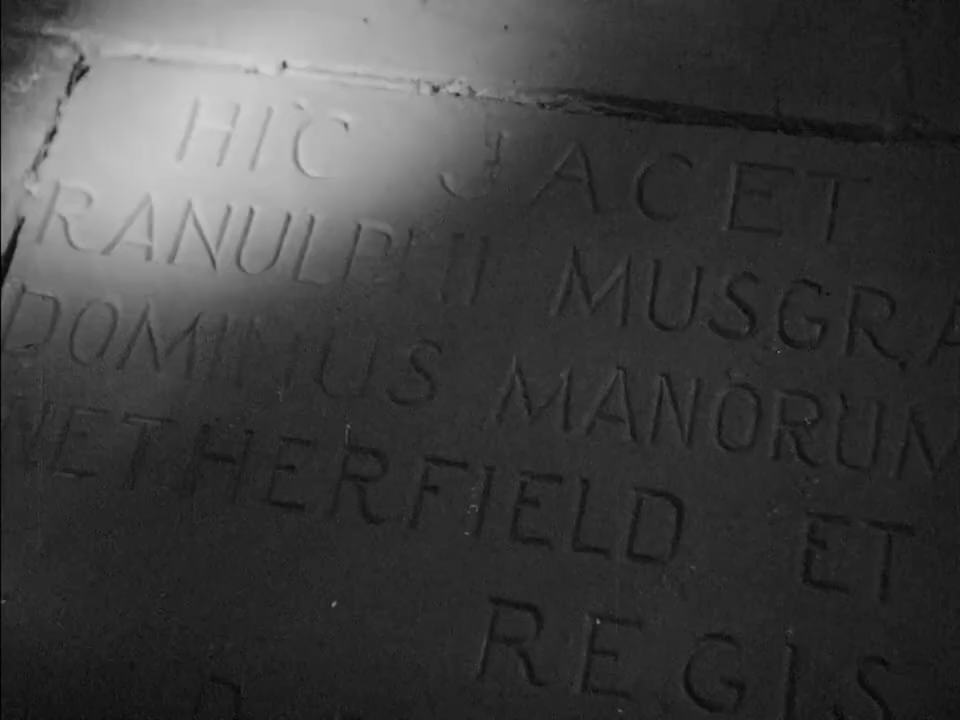 HIC JACET
RANULPHI MUSGRA
DOMINUS MANORUM
NETHERFIELD ET
REGIS